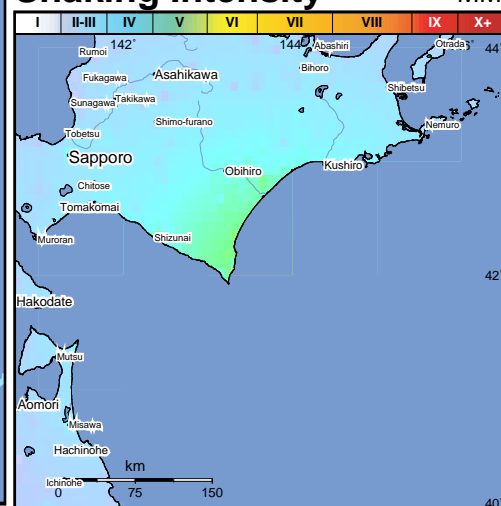 Shaking Intensity
I II-III IV V VI VII VIII IX X+
142° 144° 44°
Rumoi Abashiri Otradа
Bihoro
Fukagawa Asahikawa
Shibetsu
Sunagawa Takikawa
Shimo-furano Nemuro
Tobetsu
Sapporo
Obihiro Kushiro
Chitose
Tomakomai
Muroran Shizunai
42°
Hakodate
Mutsu
Aomori
Misawa
Hachinohe
km
Ichinohe
0 75 150
40°